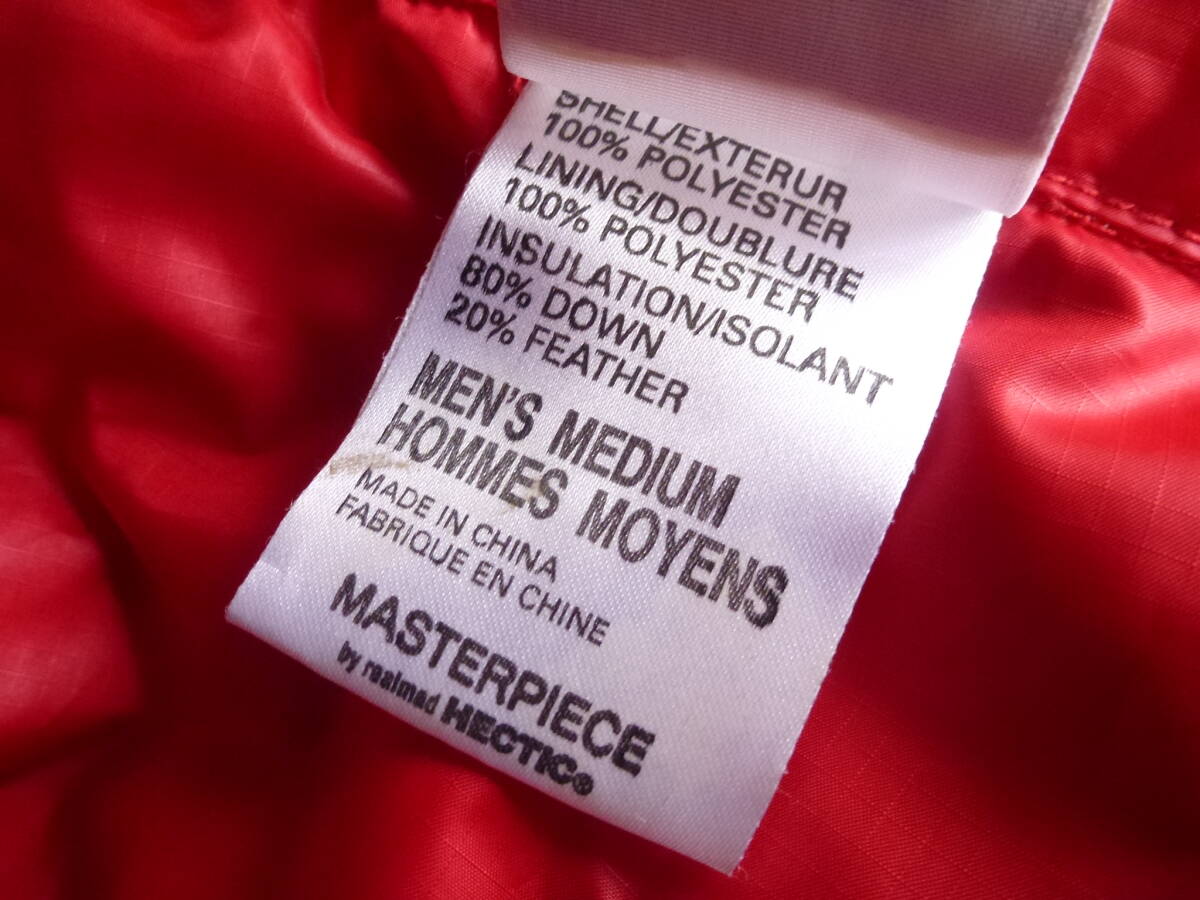 SHELL/EXTERUR
100% POLYESTER
LINING/DOUBLURE
100% POLYESTER
INSULATION/ISOLANT
80% DOWN
20% FEATHER
MEN'S MEDIUM
HOMMES MOYENS
MADE IN CHINA
FABRIQUE EN CHINE
MASTERPIECE
by realmad HECTIC®